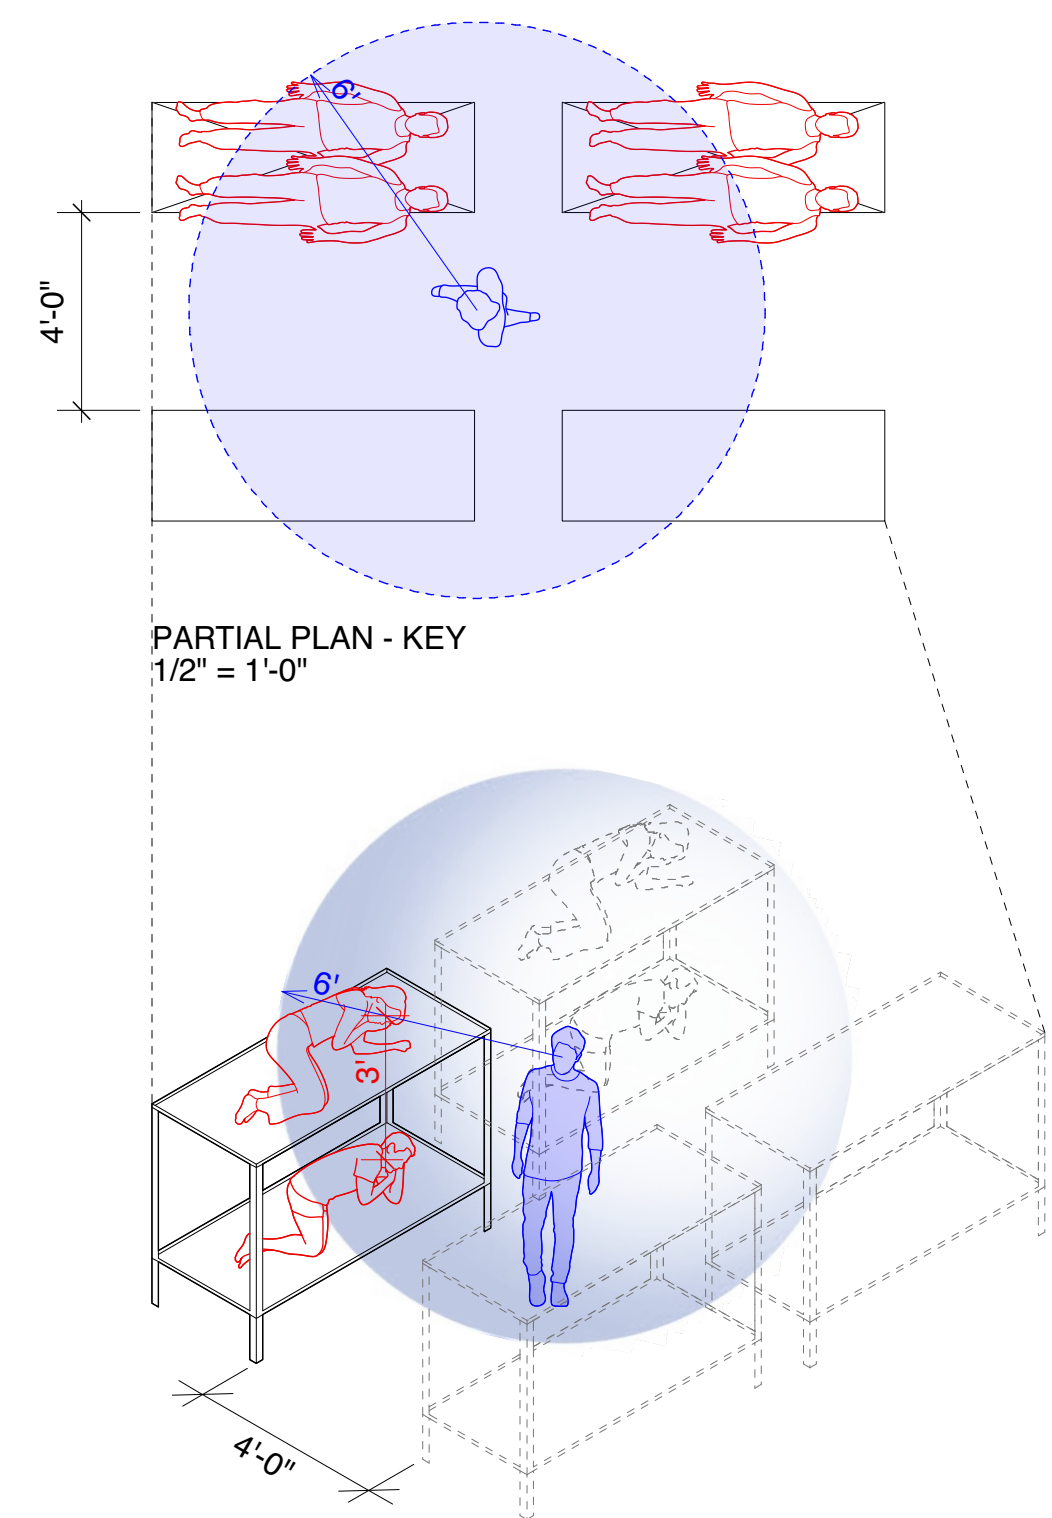 6'
4'-0"
PARTIAL PLAN - KEY
1/2" = 1'-0"
6'
3'
4'-0"